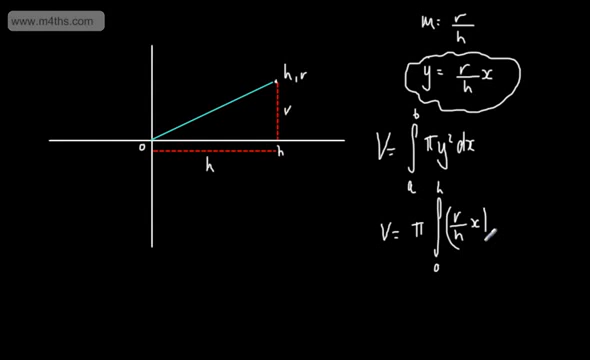 www.m4ths.com
m = r/h
h, r
y = r/h x
r
0
h
h
V = ∫ₐᵇ πy² dx
V = π ∫₀ʰ (r/h x)